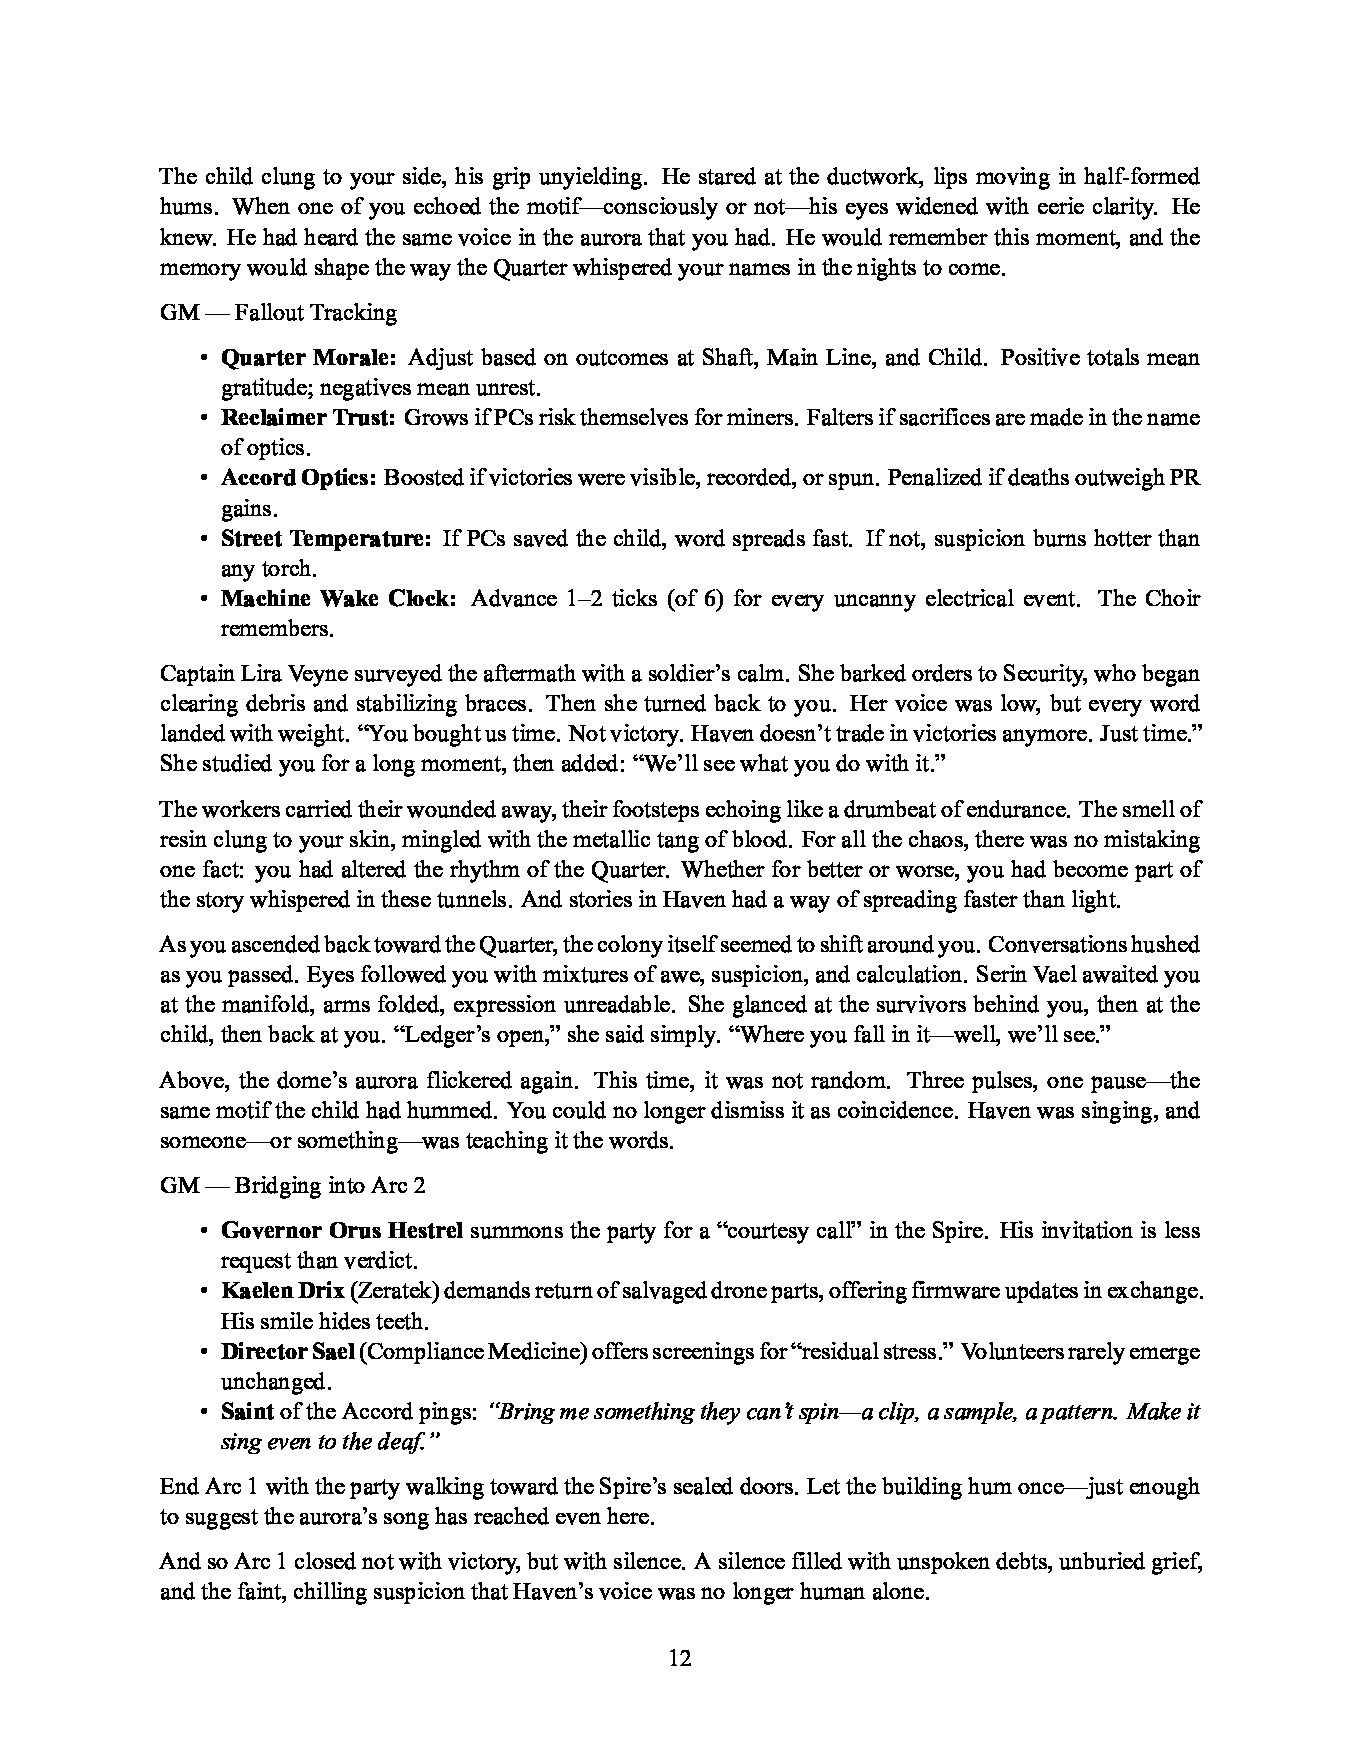 The child clung to your side, his grip unyielding. He stared at the ductwork, lips moving in half-formed
hums. When one of you echoed the motif—consciously or not—his eyes widened with eerie clarity. He
knew. He had heard the same voice in the aurora that you had. He would remember this moment, and the
memory would shape the way the Quarter whispered your names in the nights to come.
GM — Fallout Tracking
• Quarter Morale: Adjust based on outcomes at Shaft, Main Line, and Child. Positive totals mean
gratitude; negatives mean unrest.
• Reclaimer Trust: Grows if PCs risk themselves for miners. Falters if sacrifices are made in the name
of optics.
• Accord Optics: Boosted if victories were visible, recorded, or spun. Penalized if deaths outweigh PR
gains.
• Street Temperature: If PCs saved the child, word spreads fast. If not, suspicion burns hotter than
any torch.
• Machine Wake Clock: Advance 1–2 ticks (of 6) for every uncanny electrical event. The Choir
remembers.
Captain Lira Veyne surveyed the aftermath with a soldier’s calm. She barked orders to Security, who began
clearing debris and stabilizing braces. Then she turned back to you. Her voice was low, but every word
landed with weight. “You bought us time. Not victory. Haven doesn’t trade in victories anymore. Just time.”
She studied you for a long moment, then added: “We’ll see what you do with it.”
The workers carried their wounded away, their footsteps echoing like a drumbeat of endurance. The smell of
resin clung to your skin, mingled with the metallic tang of blood. For all the chaos, there was no mistaking
one fact: you had altered the rhythm of the Quarter. Whether for better or worse, you had become part of
the story whispered in these tunnels. And stories in Haven had a way of spreading faster than light.
As you ascended back toward the Quarter, the colony itself seemed to shift around you. Conversations hushed
as you passed. Eyes followed you with mixtures of awe, suspicion, and calculation. Serin Vael awaited you
at the manifold, arms folded, expression unreadable. She glanced at the survivors behind you, then at the
child, then back at you. “Ledger’s open,” she said simply. “Where you fall in it—well, we’ll see.”
Above, the dome’s aurora flickered again. This time, it was not random. Three pulses, one pause—the
same motif the child had hummed. You could no longer dismiss it as coincidence. Haven was singing, and
someone—or something—was teaching it the words.
GM — Bridging into Arc 2
• Governor Orus Hestrel summons the party for a “courtesy call” in the Spire. His invitation is less
request than verdict.
• Kaelen Drix (Zeratek) demands return of salvaged drone parts, offering firmware updates in exchange.
His smile hides teeth.
• Director Sael (Compliance Medicine) offers screenings for “residual stress.” Volunteers rarely emerge
unchanged.
• Saint of the Accord pings: “Bring me something they can’t spin—a clip, a sample, a pattern. Make it
sing even to the deaf.”
End Arc 1 with the party walking toward the Spire’s sealed doors. Let the building hum once—just enough
to suggest the aurora’s song has reached even here.
And so Arc 1 closed not with victory, but with silence. A silence filled with unspoken debts, unburied grief,
and the faint, chilling suspicion that Haven’s voice was no longer human alone.
12